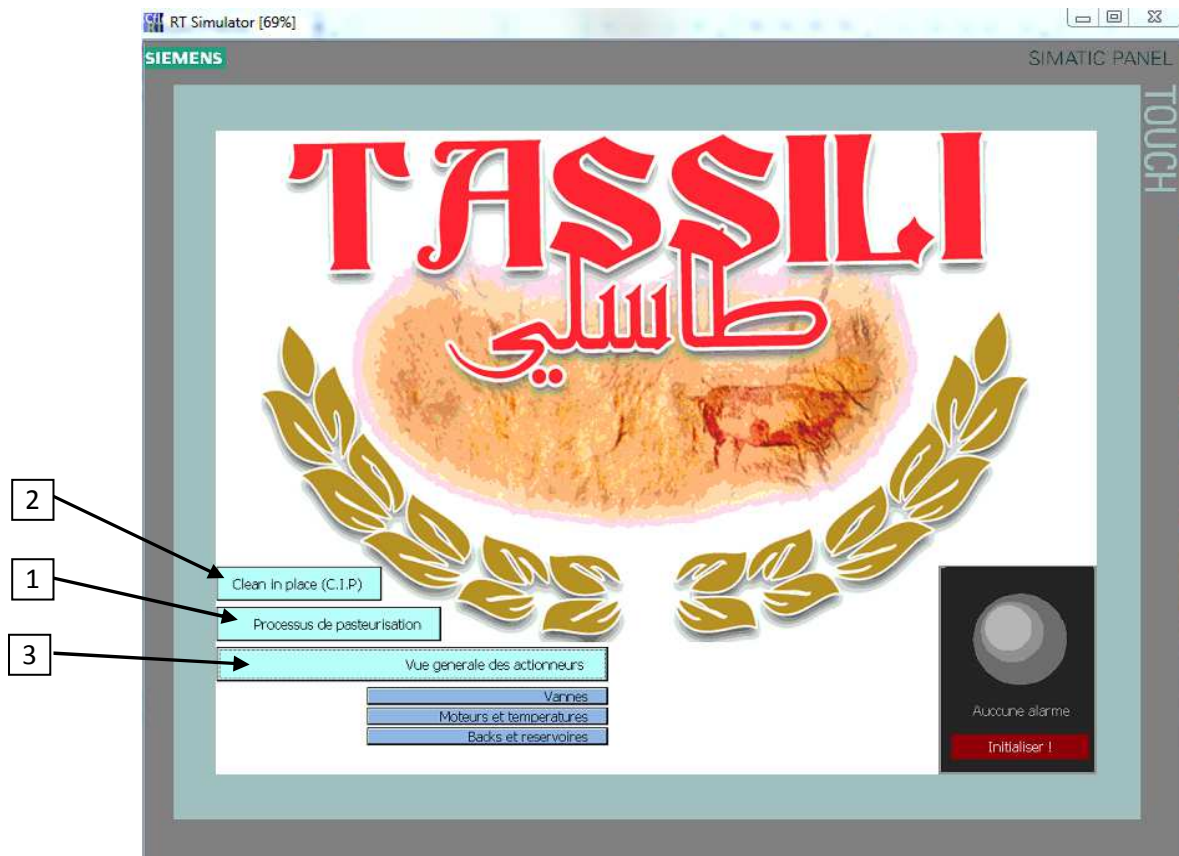 RT Simulator [69%]
SIEMENS
SIMATIC PANEL
TOUCH
TASSILI
طاسيلي
2
Clean in place (C.I.P)
1
Processus de pasteurisation
3
Vue generale des actionneurs
Vannes
Moteurs et temperatures
Backs et reservoires
Auccune alarme
Initialiser !